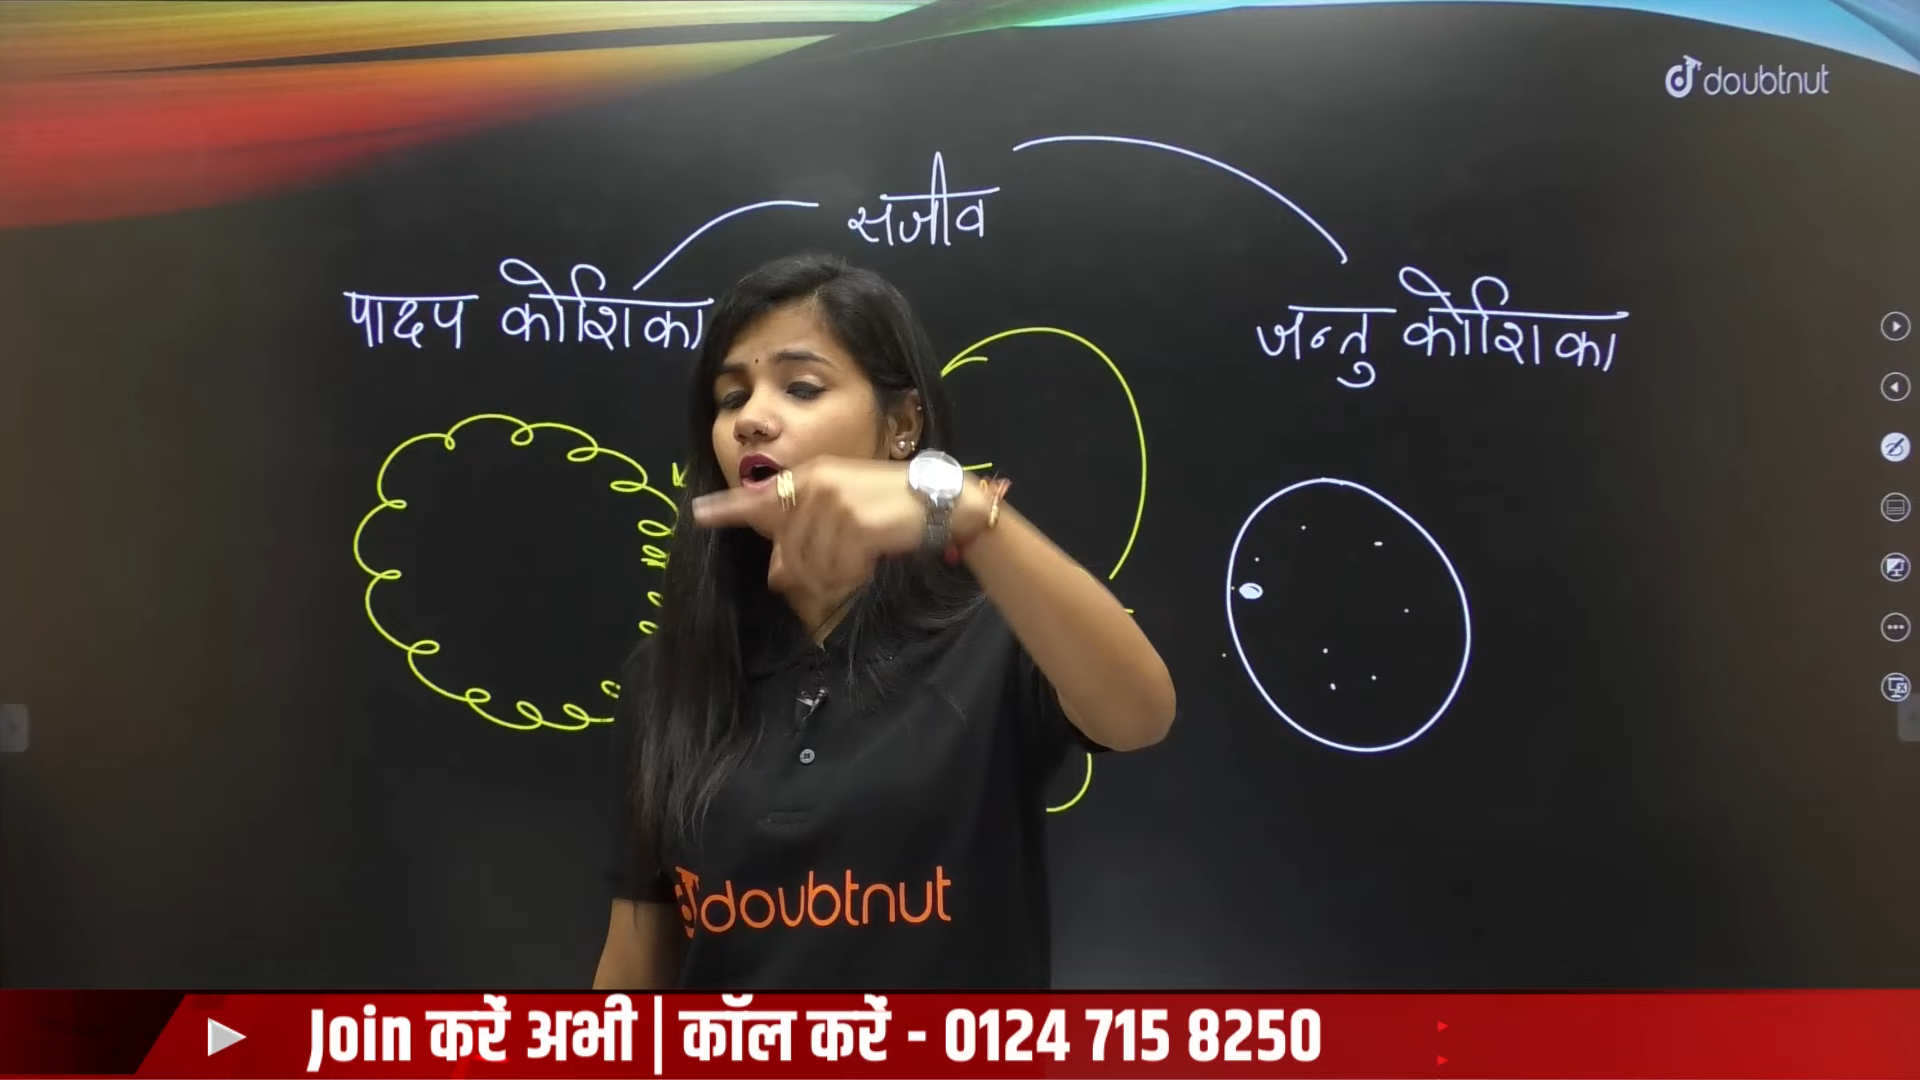 doubtnut
सजीव
पादप कोशिका
जन्तु कोशिका
doubtnut
Join करें अभी | कॉल करें - 0124 715 8250